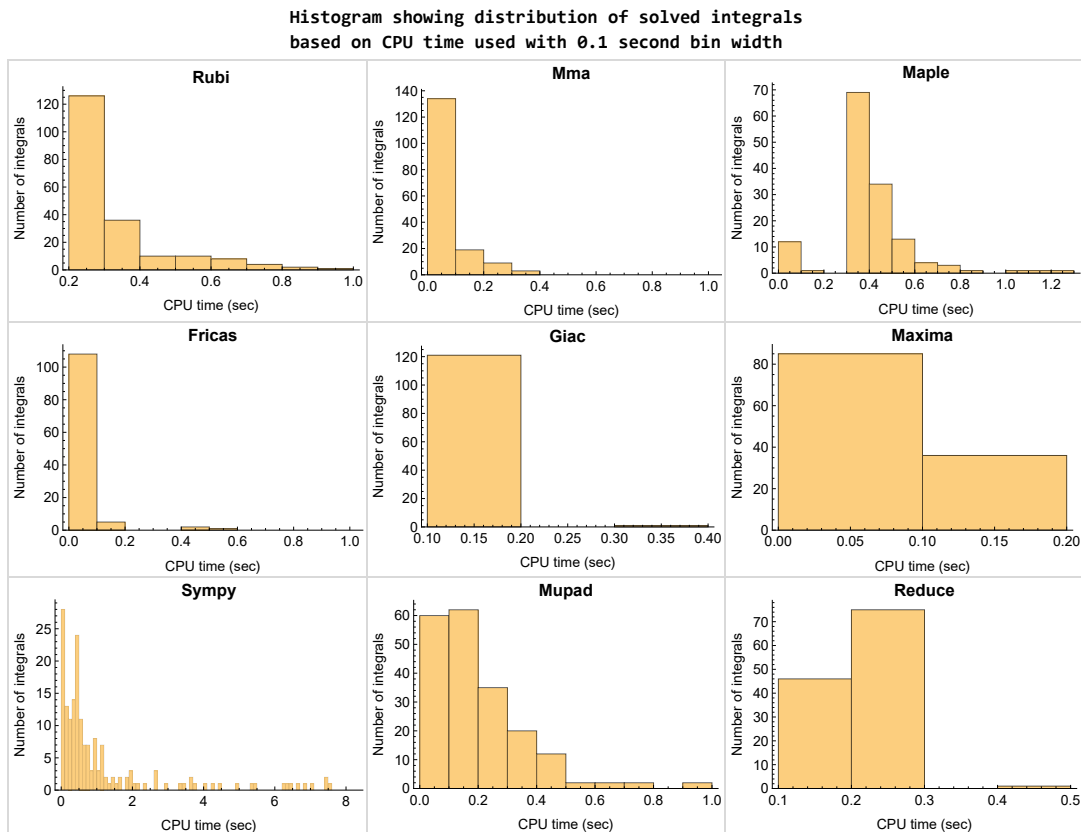 Histogram showing distribution of solved integrals
based on CPU time used with 0.1 second bin width
Rubi
Number of integrals
120
100
80
60
40
20
0
0.2 0.4 0.6 0.8 1.0
CPU time (sec)
Mma
Number of integrals
140
120
100
80
60
40
20
0
0.0 0.2 0.4 0.6 0.8 1.0
CPU time (sec)
Maple
Number of integrals
70
60
50
40
30
20
10
0
0.0 0.2 0.4 0.6 0.8 1.0 1.2
CPU time (sec)
Fricas
Number of integrals
100
80
60
40
20
0
0.0 0.2 0.4 0.6 0.8 1.0
CPU time (sec)
Giac
Number of integrals
120
100
80
60
40
20
0
0.10 0.15 0.20 0.25 0.30 0.35 0.40
CPU time (sec)
Maxima
Number of integrals
80
60
40
20
0
0.00 0.05 0.10 0.15 0.20
CPU time (sec)
Sympy
Number of integrals
25
20
15
10
5
0
0 2 4 6 8
CPU time (sec)
Mupad
Number of integrals
60
50
40
30
20
10
0
0.0 0.2 0.4 0.6 0.8 1.0
CPU time (sec)
Reduce
Number of integrals
70
60
50
40
30
20
10
0
0.1 0.2 0.3 0.4 0.5
CPU time (sec)